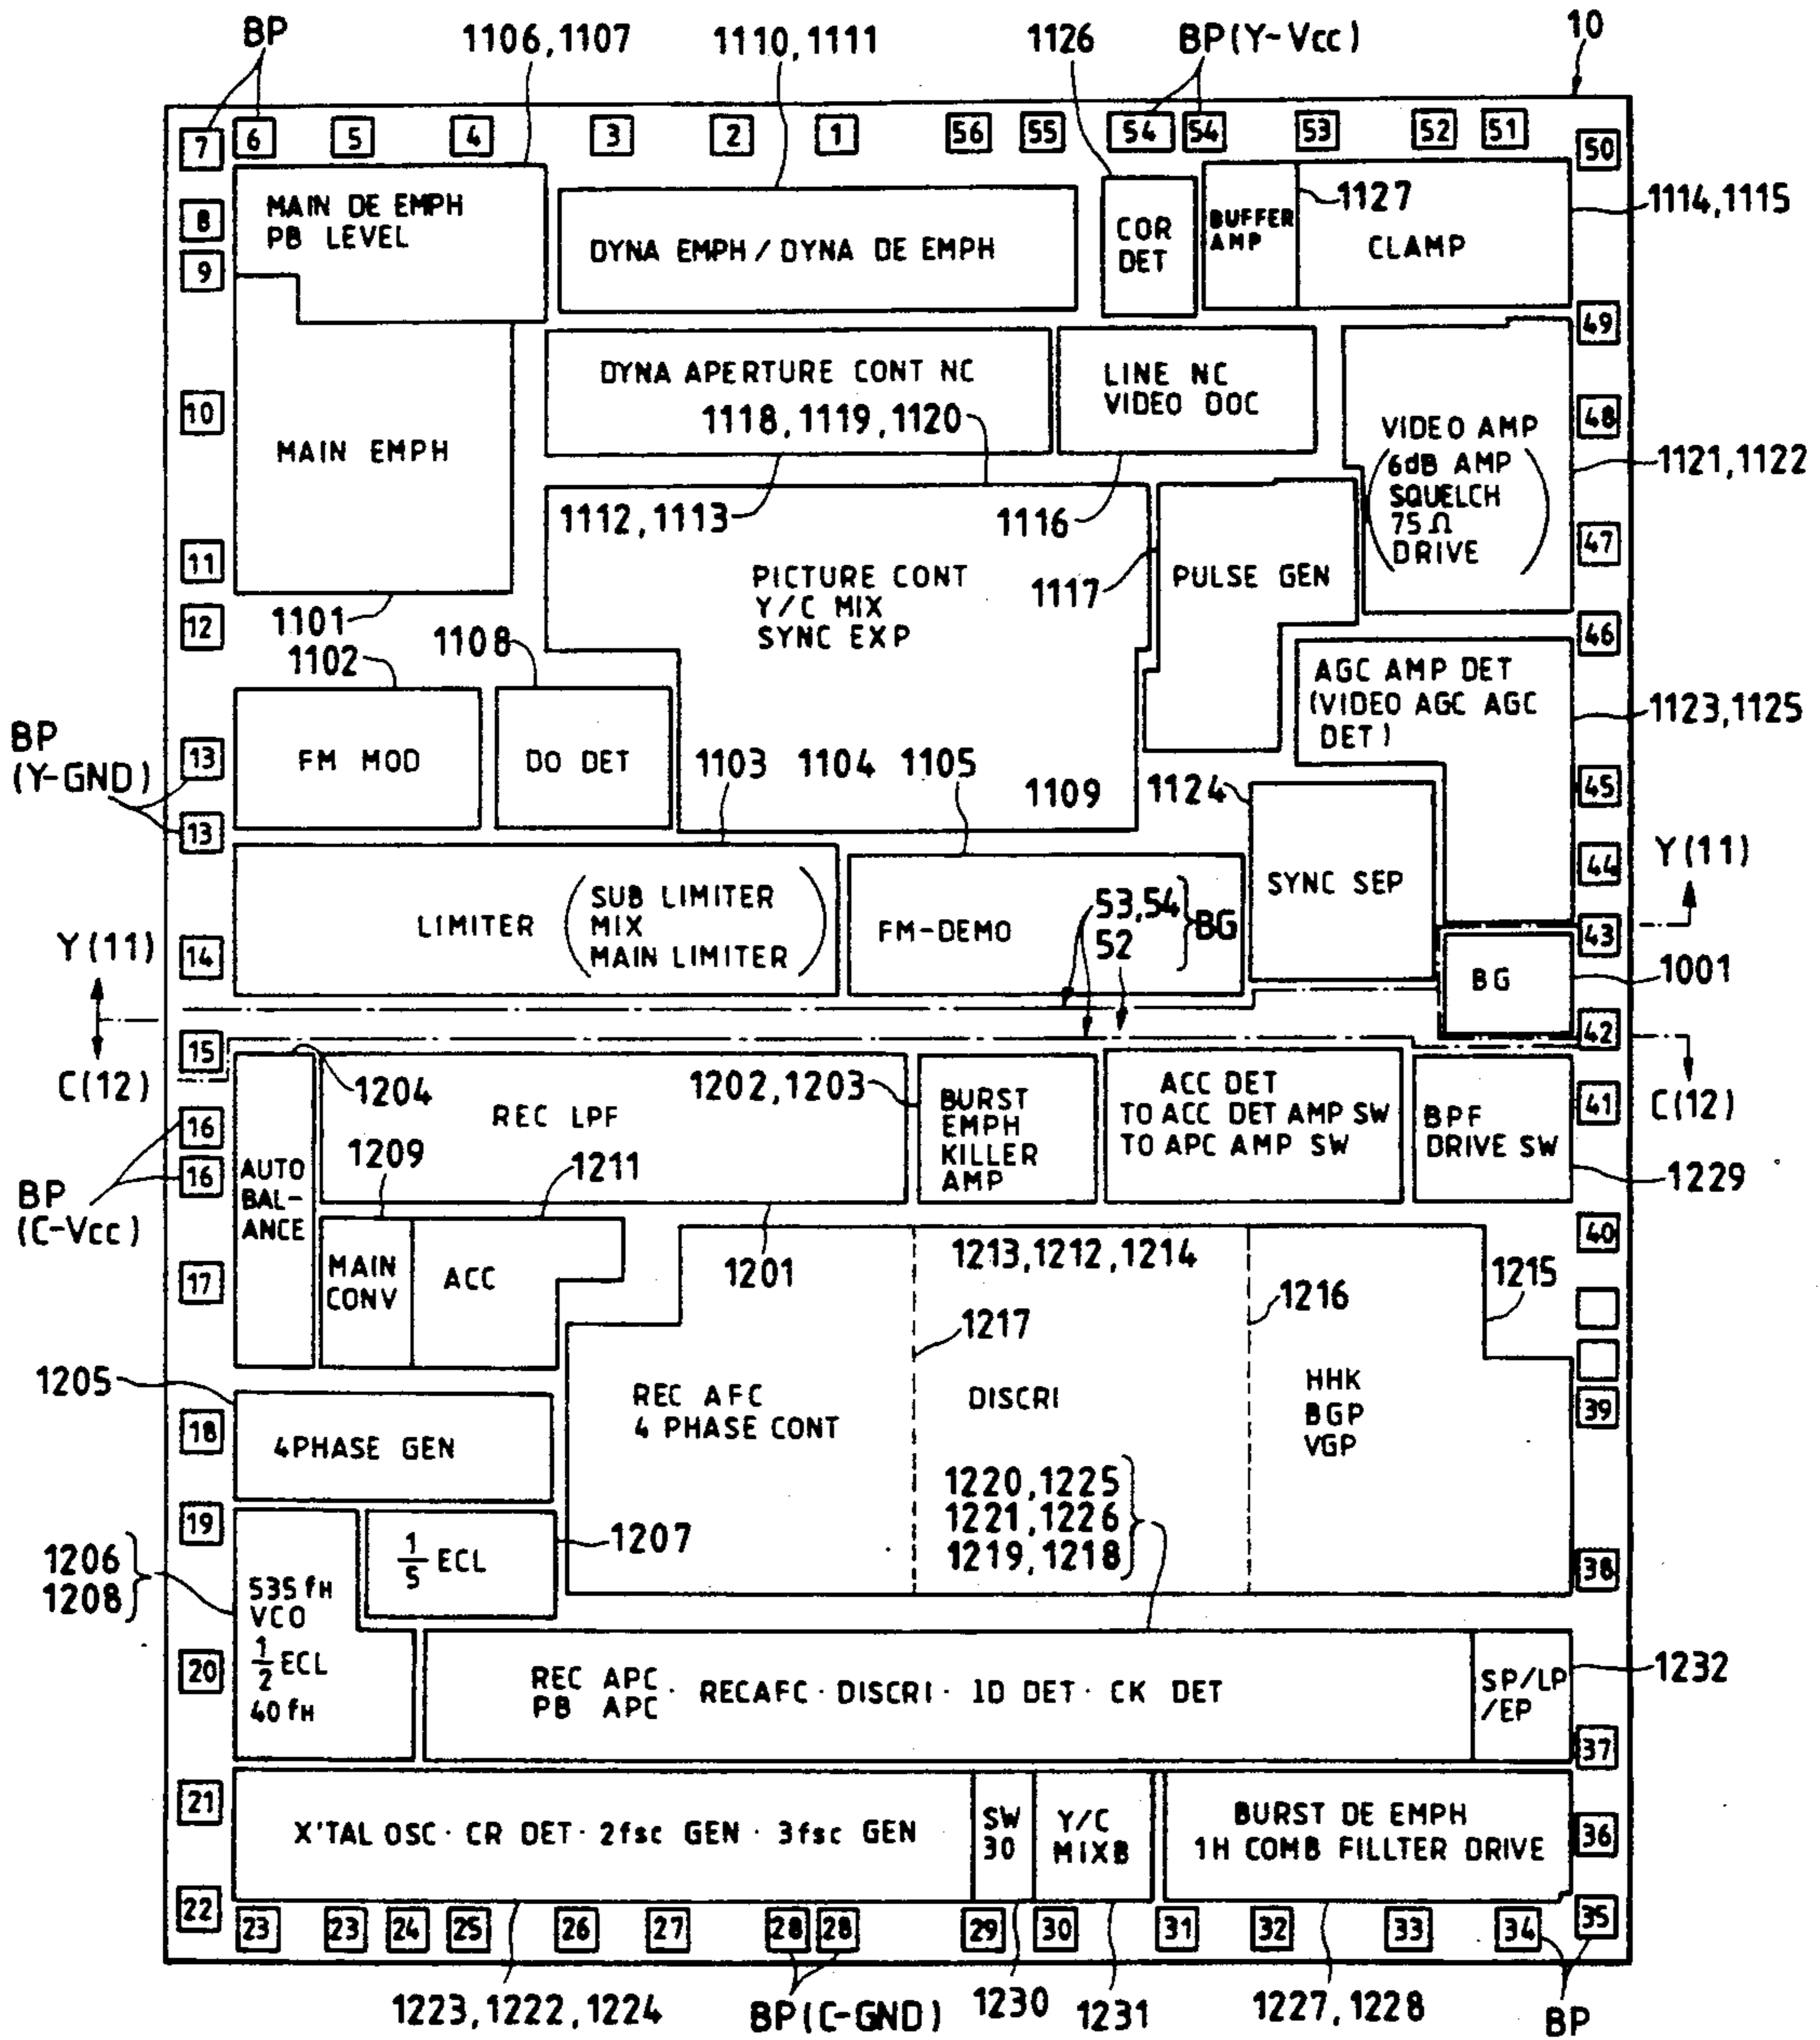 BP
1106,1107
1110,1111
1126
BP(Y-Vcc)
10
7
6
5
4
3
2
1
56
55
54
54
53
52
51
50
8
9
MAIN DE EMPH
PB LEVEL
DYNA EMPH / DYNA DE EMPH
COR
DET
BUFFER
AMP
1127
CLAMP
1114,1115
49
10
MAIN EMPH
DYNA APERTURE CONT NC
1118,1119,1120
LINE NC
VIDEO DOC
VIDEO AMP
(6dB AMP
SQUELCH
75Ω
DRIVE)
48
1121,1122
1112,1113
1116
47
11
PICTURE CONT
Y/C MIX
SYNC EXP
1117
PULSE GEN
12
1101
1102
1108
46
AGC AMP DET
(VIDEO AGC AGC
DET)
1123,1125
BP
(Y-GND)
13
FM MOD
DO DET
1103
1104
1105
1109
1124
45
13
44
Y(11)
LIMITER
(SUB LIMITER
MIX
MAIN LIMITER)
FM-DEMO
53,54
52
}BG
SYNC SEP
43
Y(11)
14
BG
1001
42
15
C(12)
1204
REC LPF
1202,1203
BURST
EMPH
KILLER
AMP
ACC DET
TO ACC DET AMP SW
TO APC AMP SW
BPF
DRIVE SW
41
C(12)
16
16
BP
(C-Vcc)
AUTO
BAL-
ANCE
1209
1211
1229
40
17
MAIN
CONV
ACC
1201
1213,1212,1214
1215
1217
1216
1205
REC AFC
4 PHASE CONT
DISCRI
HHK
BGP
VGP
39
18
4PHASE GEN
1220,1225
1221,1226
1219,1218
19
1206
1208
1/5 ECL
1207
38
535fH
VCO
1/2 ECL
40fH
20
REC APC
PB APC
· RECAFC · DISCRI · ID DET · CK DET
SP/LP
/EP
1232
37
21
X'TAL OSC · CR DET · 2fsc GEN · 3fsc GEN
SW
30
Y/C
MIXB
BURST DE EMPH
1H COMB FILLTER DRIVE
36
22
23
23
24
25
26
27
28
28
29
30
31
32
33
34
35
1223,1222,1224
BP(C-GND)
1230
1231
1227,1228
BP